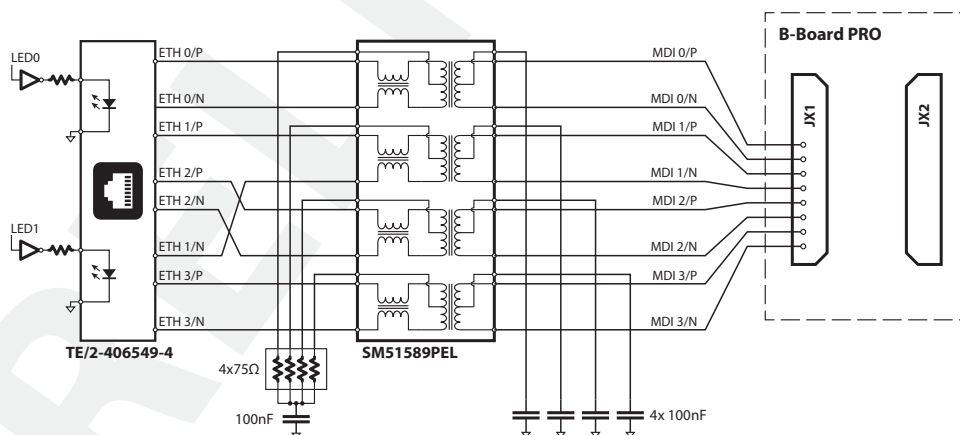 B-Board PRO
LED0
ETH 0/P
MDI 0/P
ETH 0/N
MDI 0/N
JX1
JX2
ETH 1/P
MDI 1/P
ETH 2/P
MDI 1/N
ETH 2/N
MDI 2/P
LED1
ETH 1/N
MDI 2/N
ETH 3/P
MDI 3/P
ETH 3/N
MDI 3/N
TE/2-406549-4
SM51589PEL
4x75Ω
100nF
4x 100nF